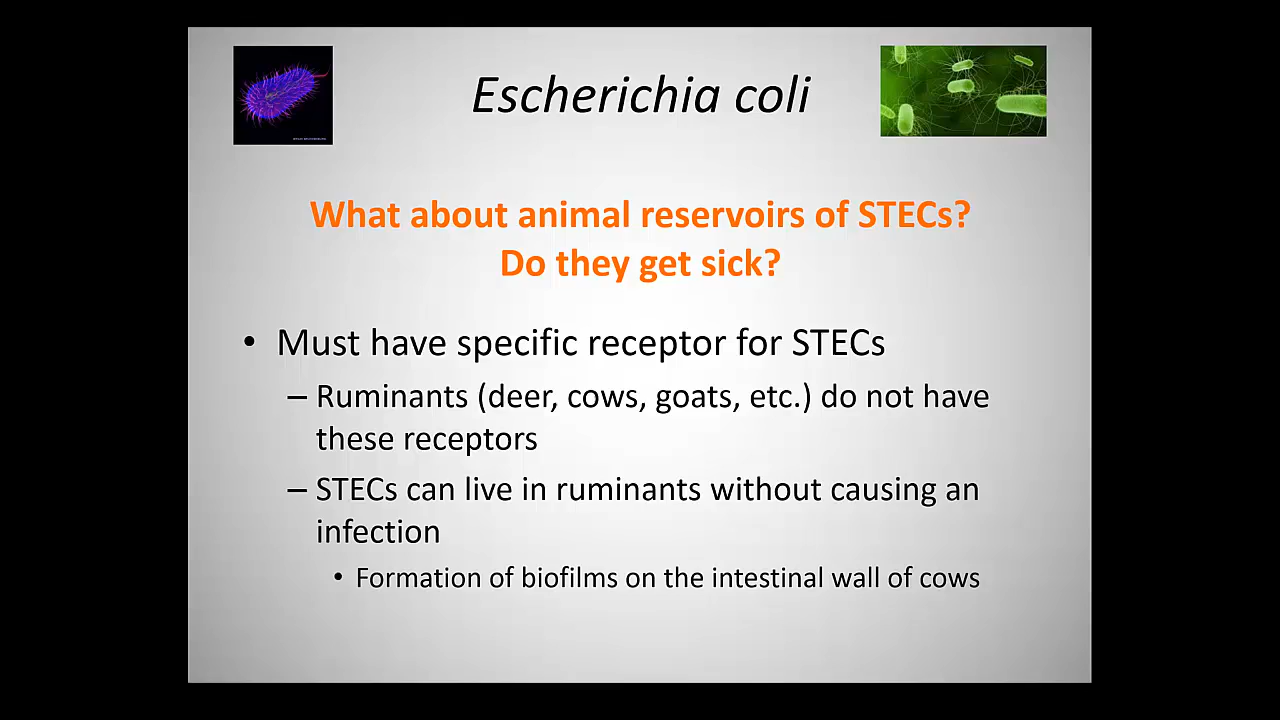 Escherichia coli
What about animal reservoirs of STECs?
Do they get sick?
• Must have specific receptor for STECs
– Ruminants (deer, cows, goats, etc.) do not have
these receptors
– STECs can live in ruminants without causing an
infection
• Formation of biofilms on the intestinal wall of cows